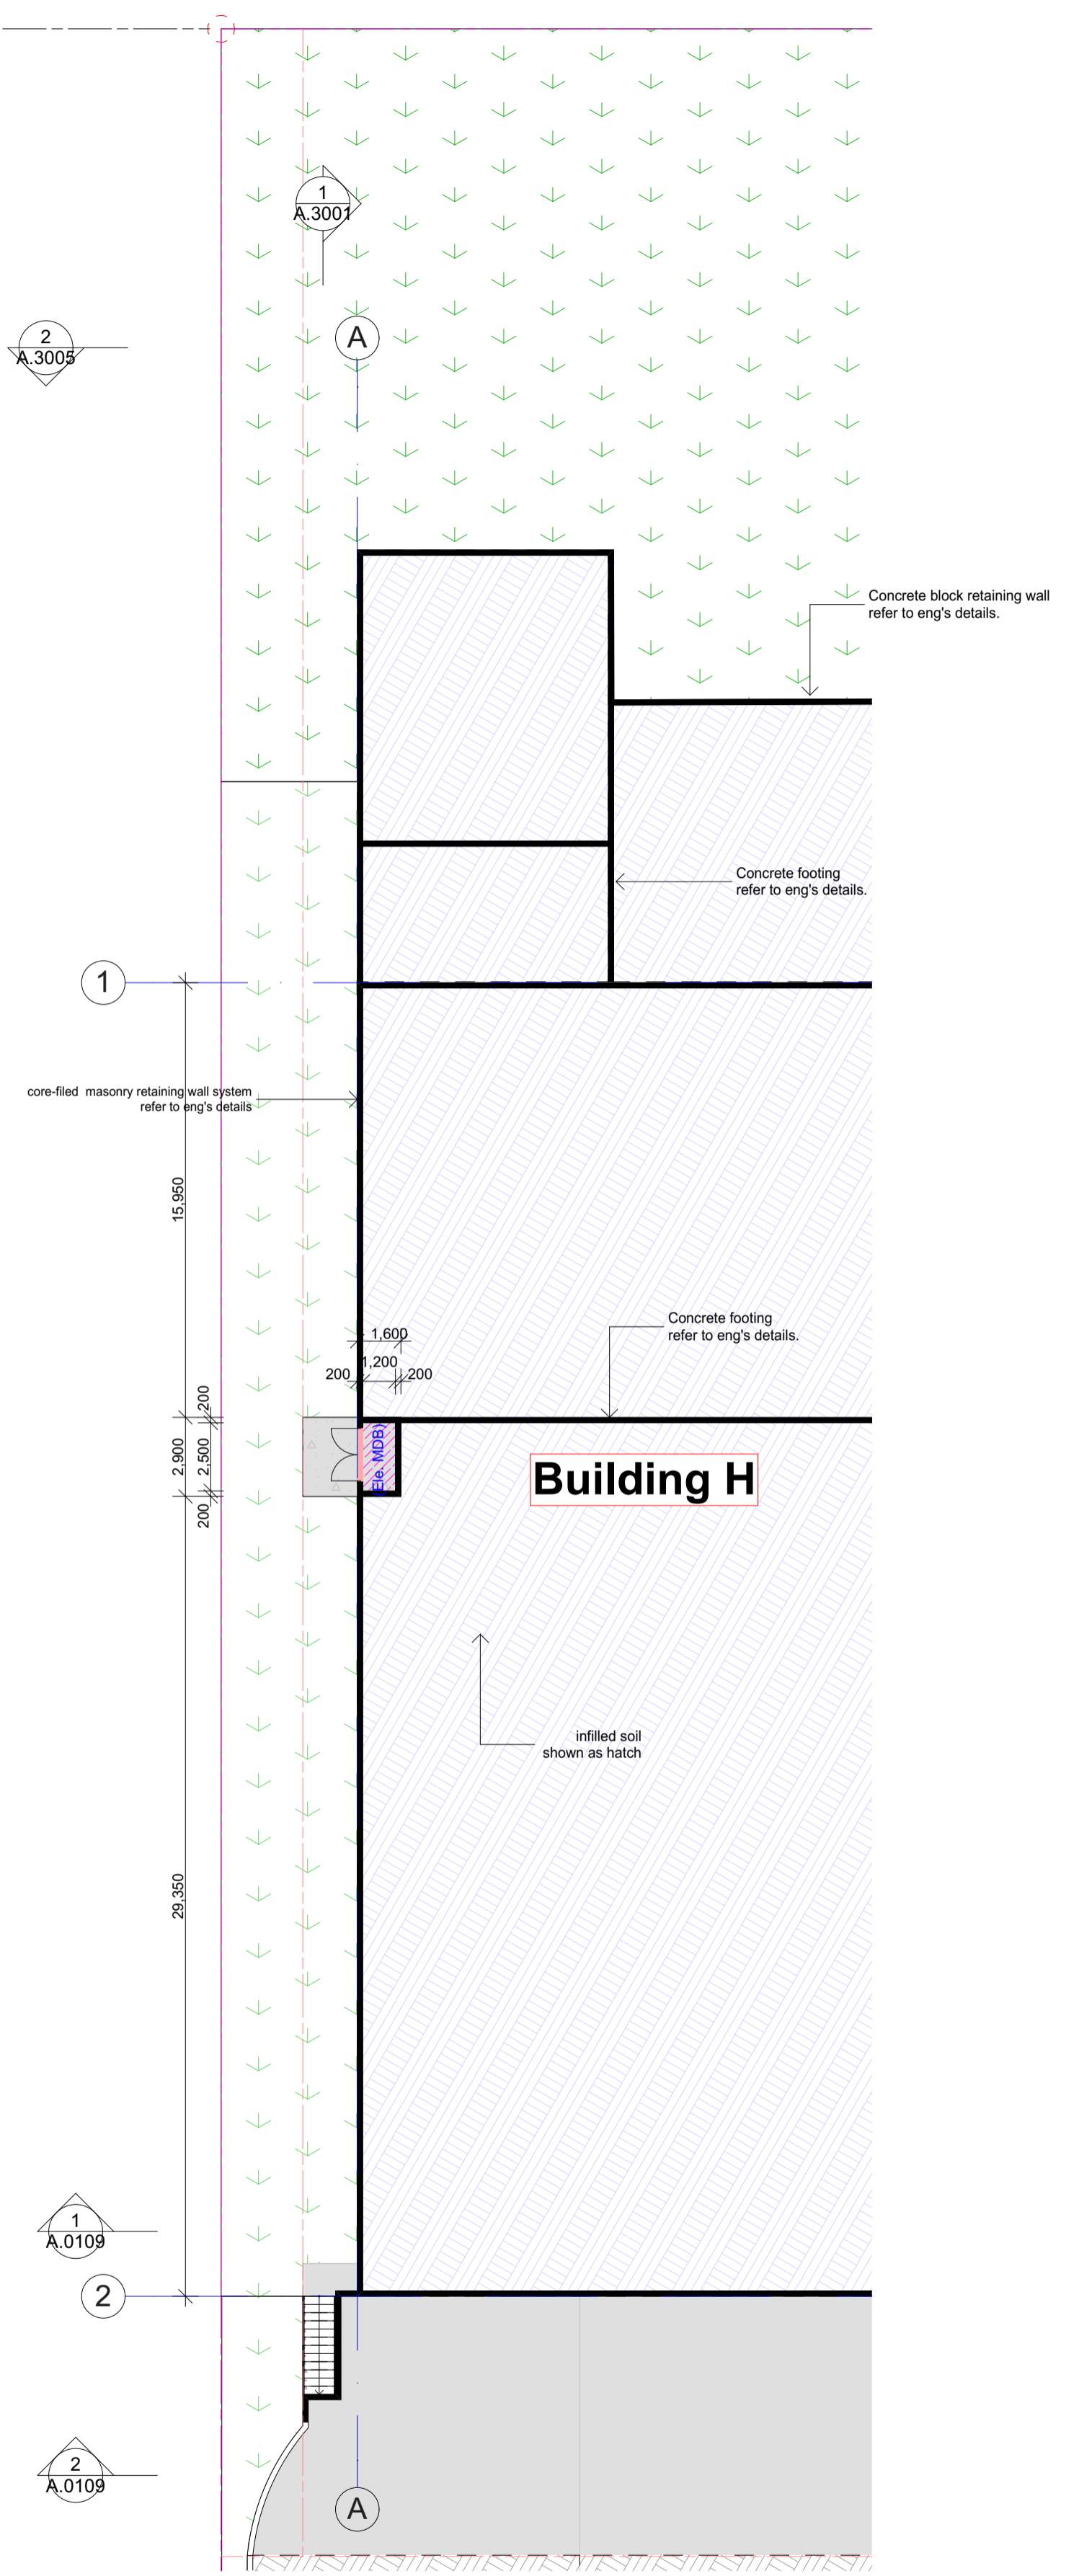 1
A.3001
2
A.3005
A
Concrete block retaining wall
refer to eng's details.
Concrete footing
refer to eng's details.
1
core-filed masonry retaining wall system
refer to eng's details
15,950
Concrete footing
refer to eng's details.
1,600
1,200
200
200
200
2,900
2,500
200
(Ele. MDB)
Building H
infilled soil
shown as hatch
29,350
1
A.0109
2
2
A.0109
A